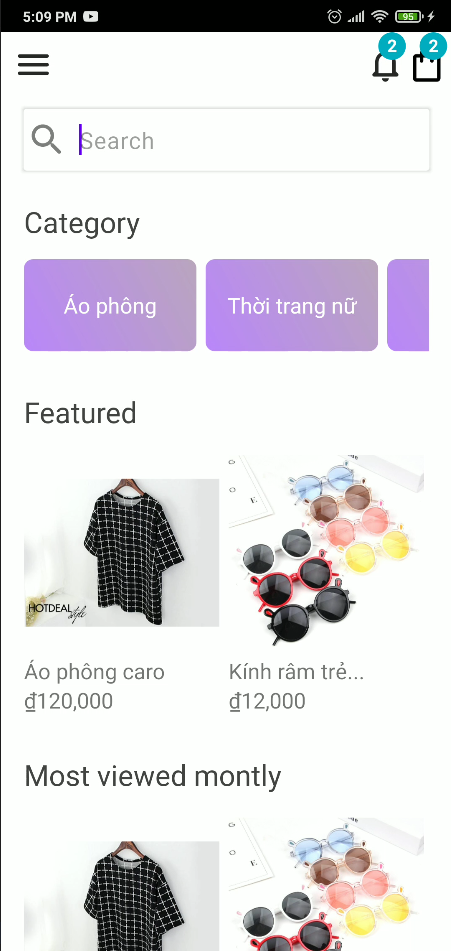 5:09 PM
95
2
2
Search
Category
Áo phông
Thời trang nữ
Featured
HOTDEAL
style
E.
Áo phông caro
₫120,000
Kính râm trẻ...
₫12,000
Most viewed montly
E.